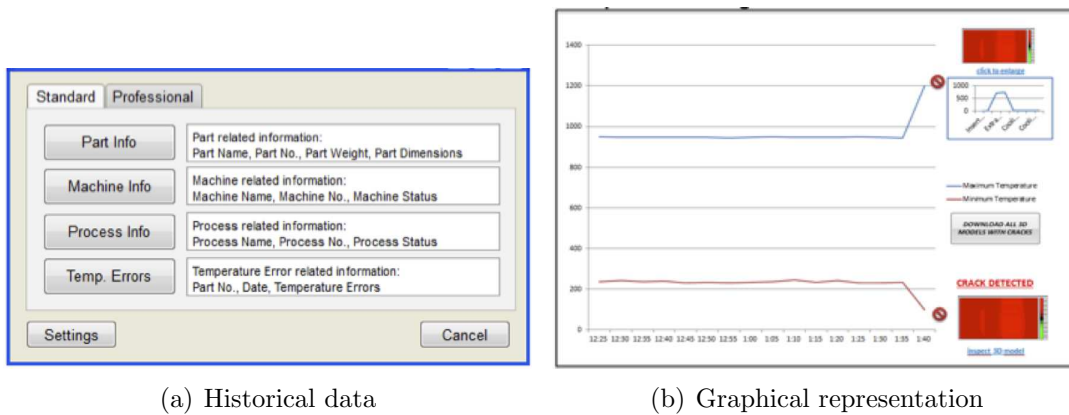 Standard Professional
Part Info
Part related information:
Part Name, Part No., Part Weight, Part Dimensions
Machine Info
Machine related information:
Machine Name, Machine No., Machine Status
Process Info
Process related information:
Process Name, Process No., Process Status
Temp. Errors
Temperature Error related information:
Part No., Date, Temperature Errors
Settings
Cancel
(a) Historical data
1400
1200
1000
800
600
400
200
0
12:25 12:30 12:35 12:40 12:45 12:50 12:55 1:00 1:05 1:10 1:15 1:20 1:25 1:30 1:35 1:40
click to enlarge
1000
500
0
Inspect... Extra... Cooli... Cooli...
Maximum Temperature
Minimum Temperature
DOWNLOAD ALL 3D
MODELS WITH CRACKS
CRACK DETECTED
Inspect 3D model
(b) Graphical representation